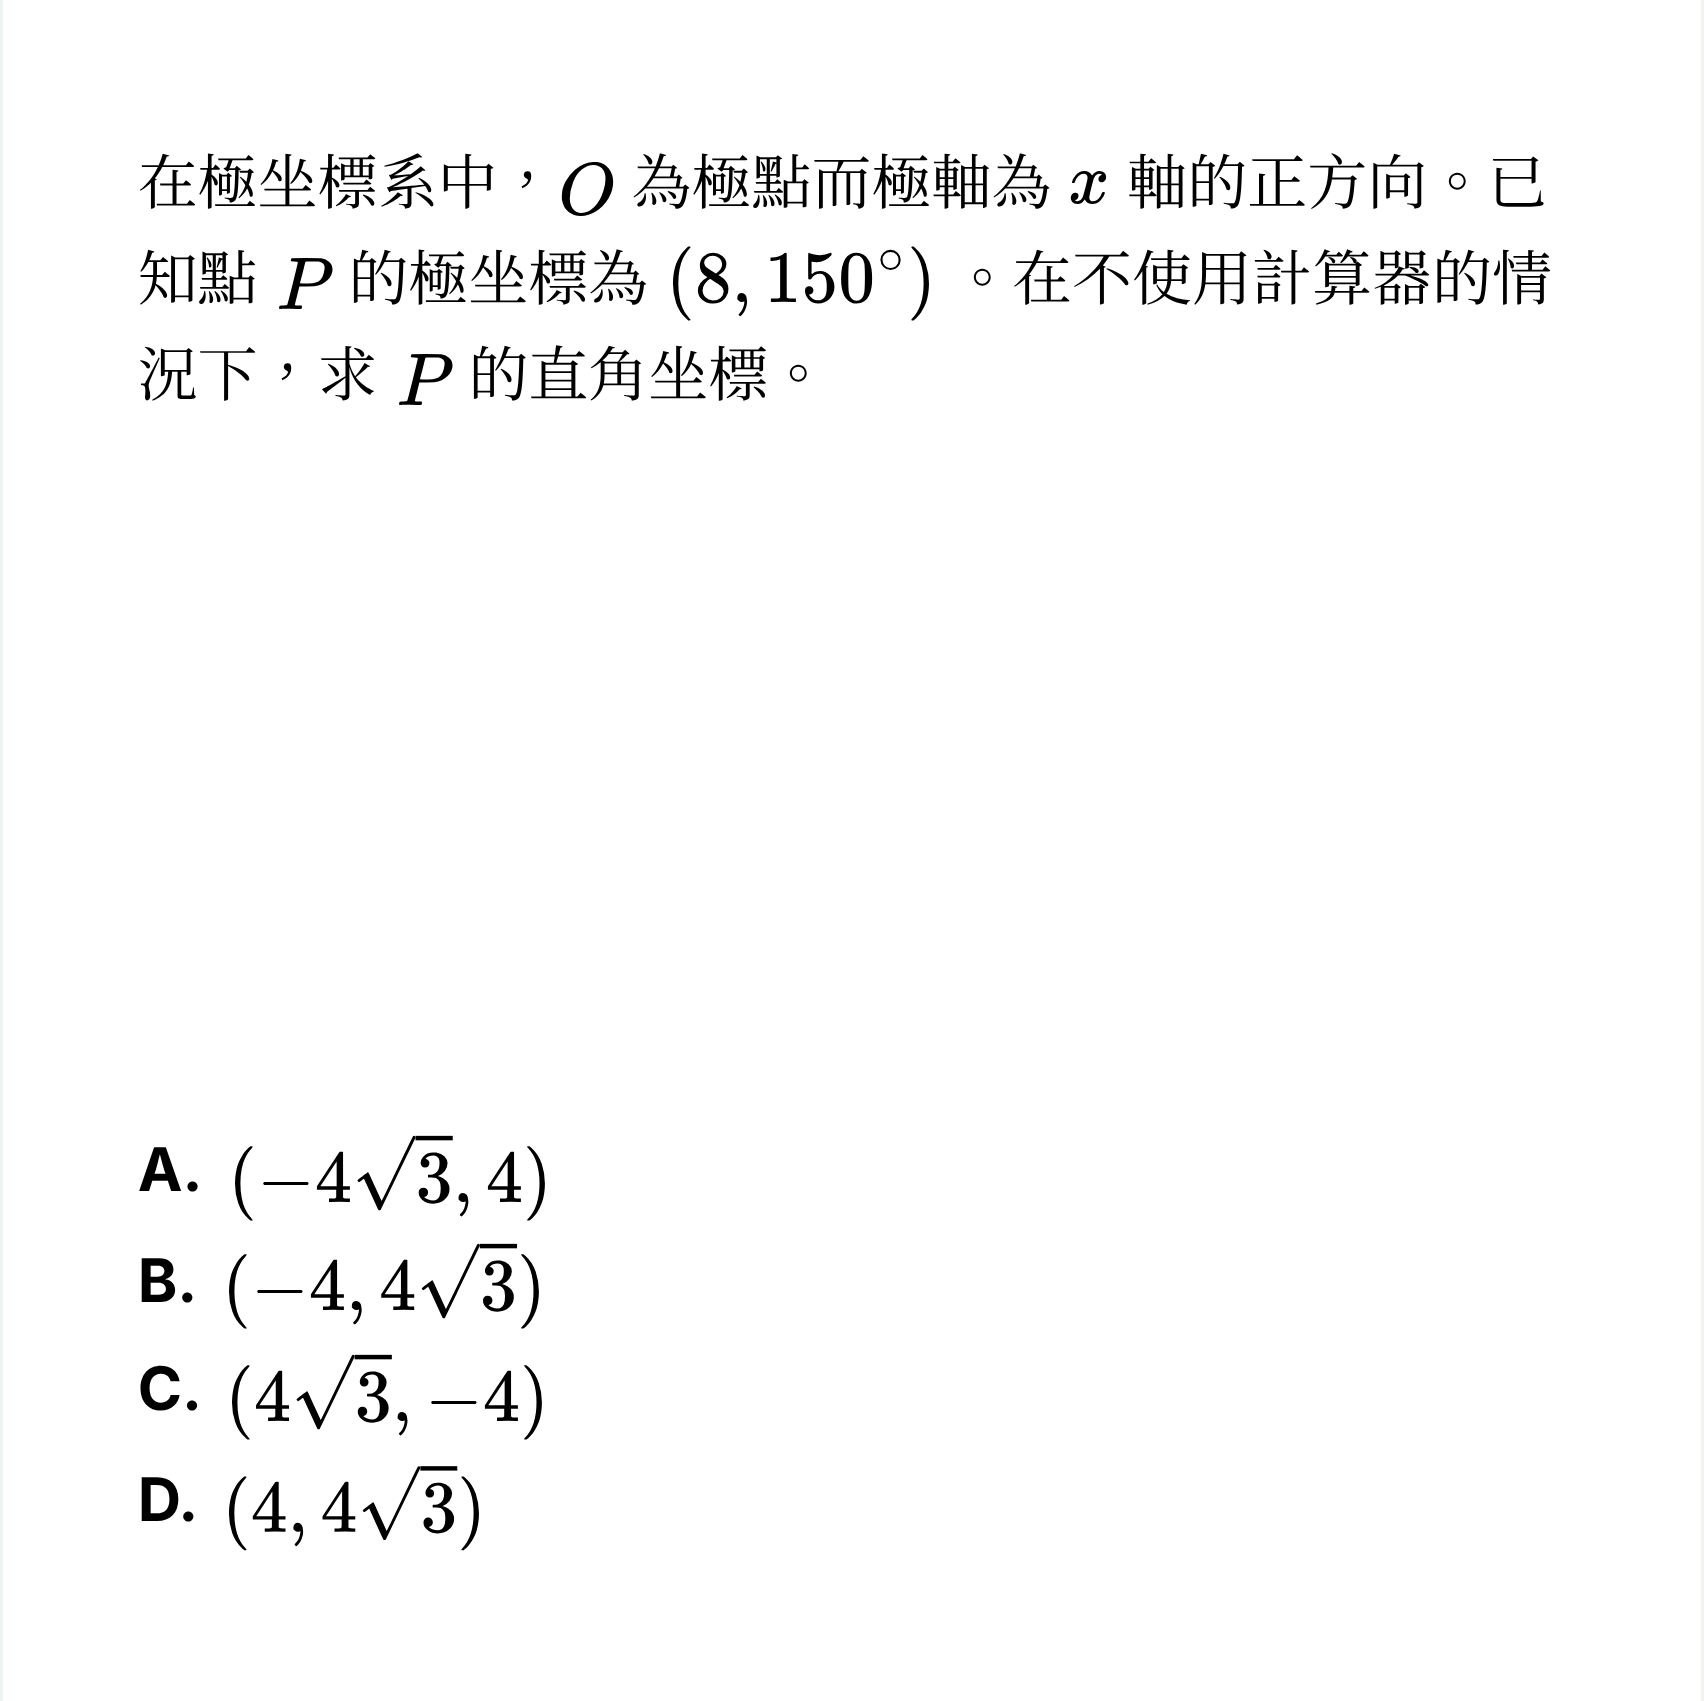 在極坐標系中，O 為極點而極軸為 x 軸的正方向。已
知點 P 的極坐標為 (8, 150°) 。在不使用計算器的情
況下，求 P 的直角坐標。
A. (−4√3, 4)
B. (−4, 4√3)
C. (4√3, −4)
D. (4, 4√3)